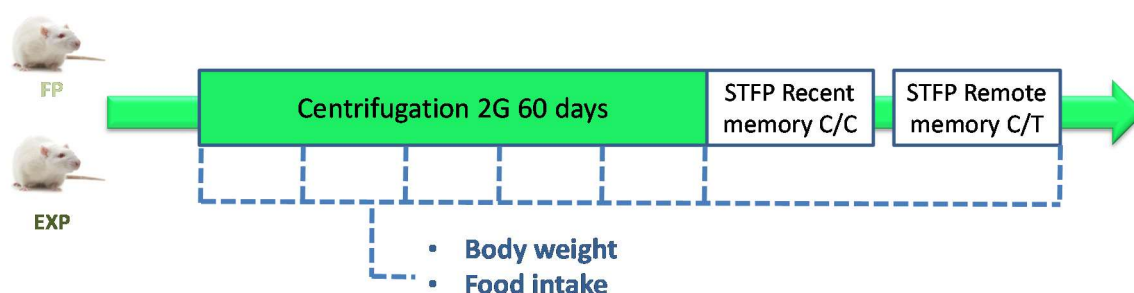 FP
Centrifugation 2G 60 days
STFP Recent
memory C/C
STFP Remote
memory C/T
EXP
• Body weight
• Food intake